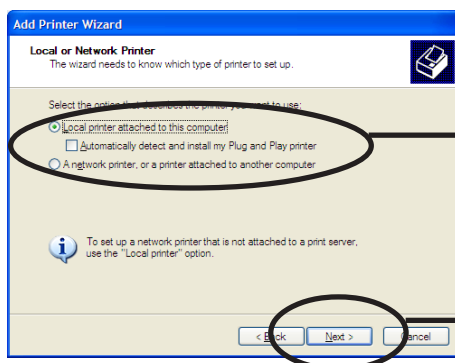 Add Printer Wizard
Local or Network Printer
The wizard needs to know which type of printer to set up.
Select the option that describes the printer you want to use:
Local printer attached to this computer
Automatically detect and install my Plug and Play printer
A network printer, or a printer attached to another computer
To set up a network printer that is not attached to a print server,
use the "Local printer" option.
< Back Next > Cancel